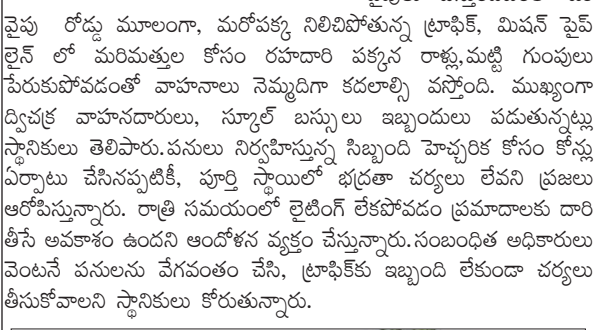 వైపు రోడ్డు మూలంగా, మరోపక్క నిలిచిపోతున్న ట్రాఫిక్, మిషన్ పైప్
లైన్ లో మరిమత్తుల కోసం రహదారి పక్కన రాళ్లు,మట్టి గుంపులు
పేరుకుపోవడంతో వాహనాలు నెమ్మదిగా కదలాల్సి వస్తోంది. ముఖ్యంగా
ద్విచక్ర వాహనదారులు, స్కూల్ బస్సులు ఇబ్బందులు పడుతున్నట్లు
స్థానికులు తెలిపారు.పనులు నిర్వహిస్తున్న సిబ్బంది హెచ్చరిక కోసం కోన్లు
ఏర్పాటు చేసినప్పటికీ, పూర్తి స్థాయిలో భద్రతా చర్యలు లేవని ప్రజలు
ఆరోపిస్తున్నారు. రాత్రి సమయంలో లైటింగ్ లేకపోవడం ప్రమాదాలకు దారి
తీసే అవకాశం ఉందని ఆందోళన వ్యక్తం చేస్తున్నారు.సంబంధిత అధికారులు
వెంటనే పనులను వేగవంతం చేసి, ట్రాఫిక్‌కు ఇబ్బంది లేకుండా చర్యలు
తీసుకోవాలని స్థానికులు కోరుతున్నారు.